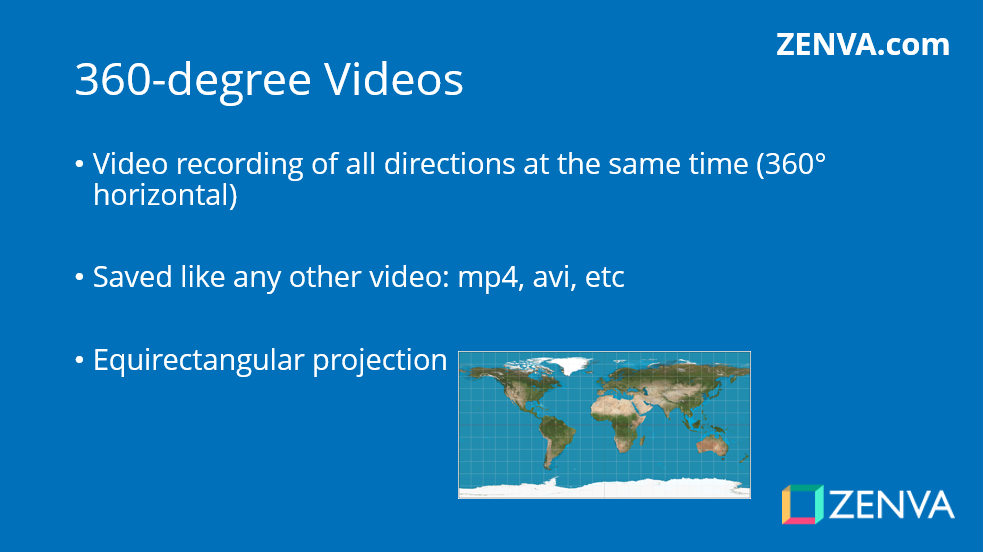 ZENVA.com
360-degree Videos
• Video recording of all directions at the same time (360°
horizontal)
• Saved like any other video: mp4, avi, etc
• Equirectangular projection
ZENVA